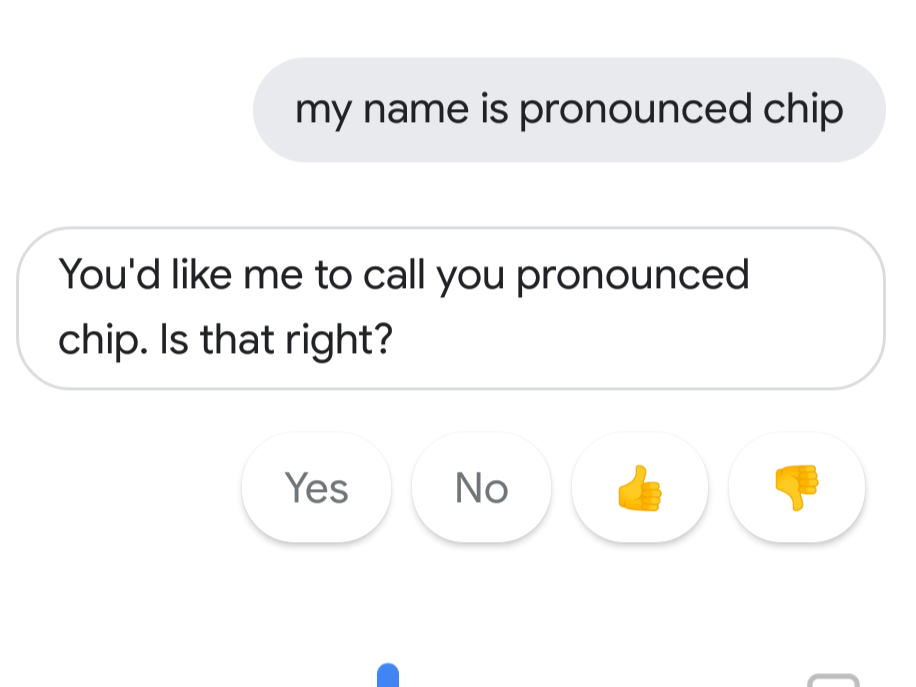 my name is pronounced chip
You'd like me to call you pronounced
chip. Is that right?
Yes No 👍 👎